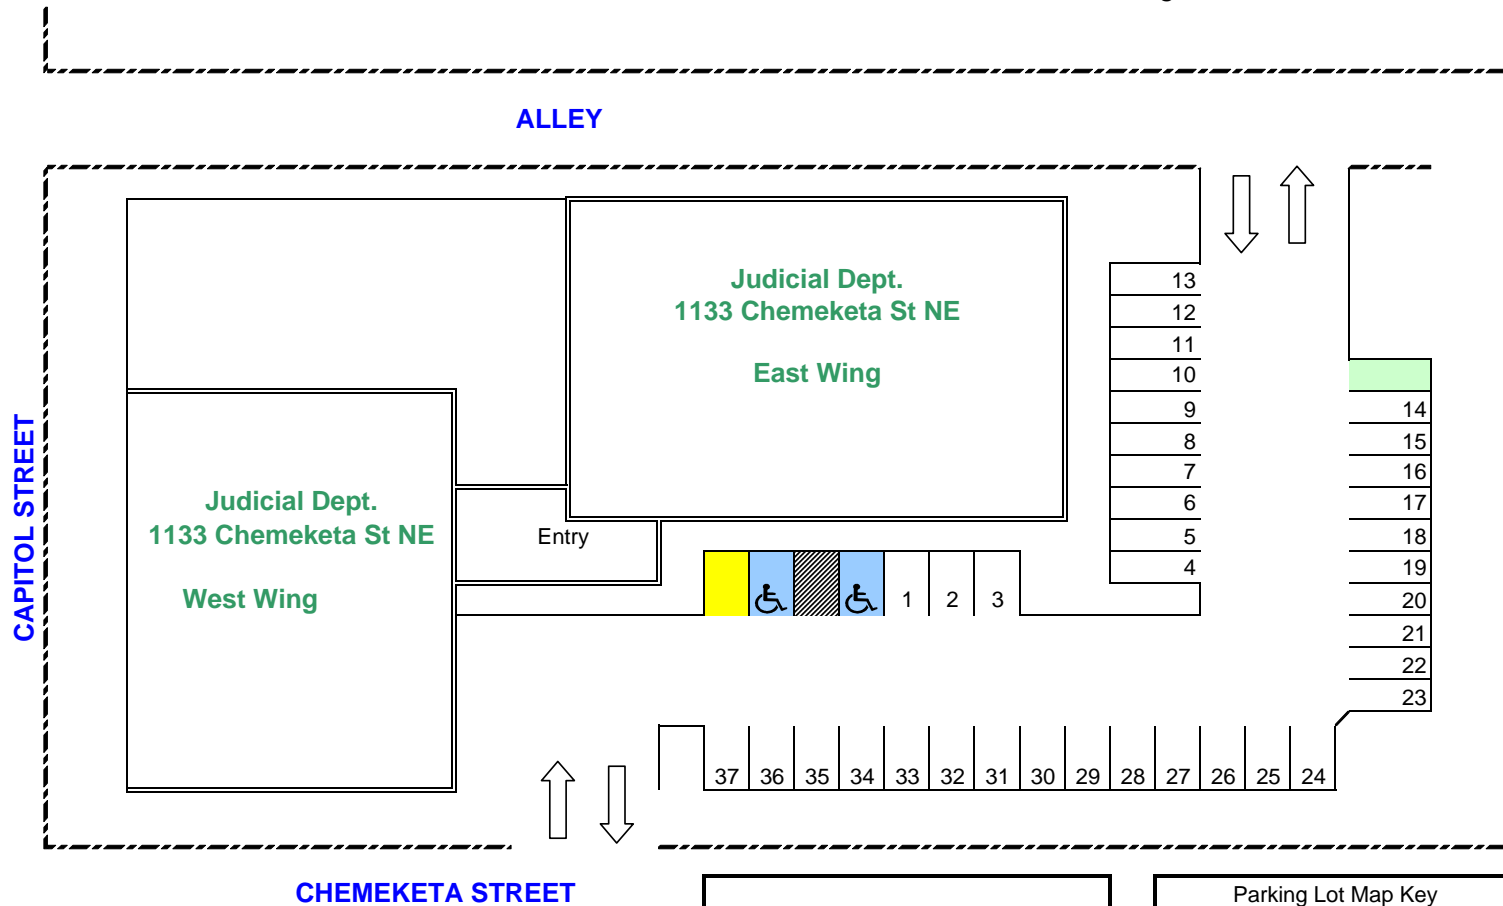 ALLEY
Judicial Dept.
1133 Chemeketa St NE
East Wing
13
12
11
10
9
8
7
6
5
4
14
15
16
17
18
19
20
21
22
23
CAPITOL STREET
Judicial Dept.
1133 Chemeketa St NE
West Wing
Entry
1 2 3
37 36 35 34 33 32 31 30 29 28 27 26 25 24
CHEMEKETA STREET
Parking Lot Map Key